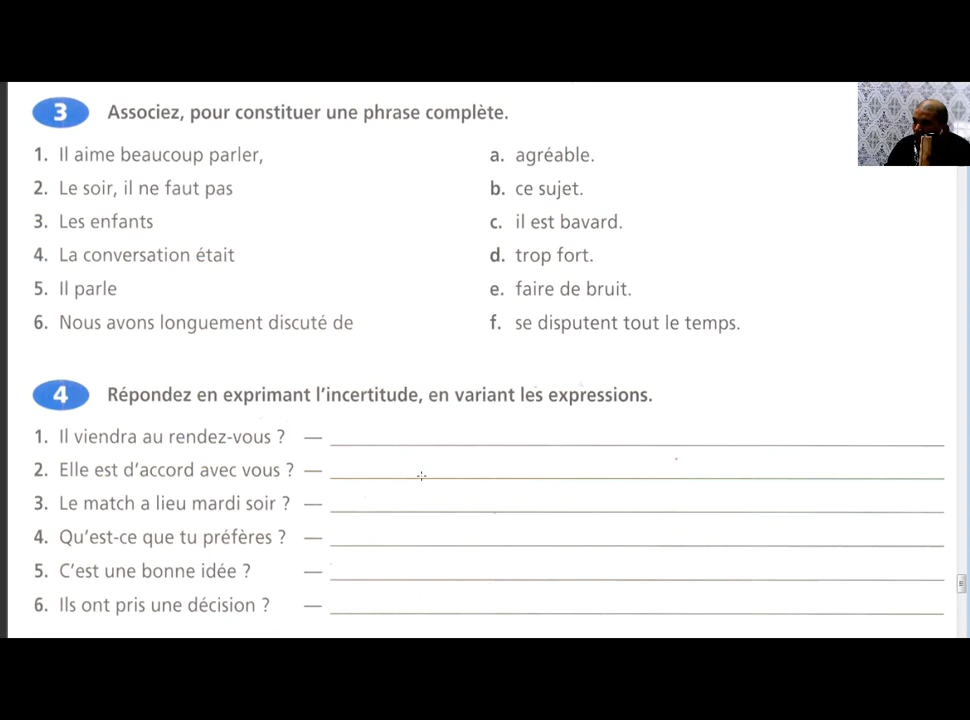 3 Associez, pour constituer une phrase complète.
1. Il aime beaucoup parler, a. agréable.
2. Le soir, il ne faut pas b. ce sujet.
3. Les enfants c. il est bavard.
4. La conversation était d. trop fort.
5. Il parle e. faire de bruit.
6. Nous avons longuement discuté de f. se disputent tout le temps.
4 Répondez en exprimant l'incertitude, en variant les expressions.
1. Il viendra au rendez-vous ? —
2. Elle est d'accord avec vous ? —
3. Le match a lieu mardi soir ? —
4. Qu'est-ce que tu préfères ? —
5. C'est une bonne idée ? —
6. Ils ont pris une décision ? —